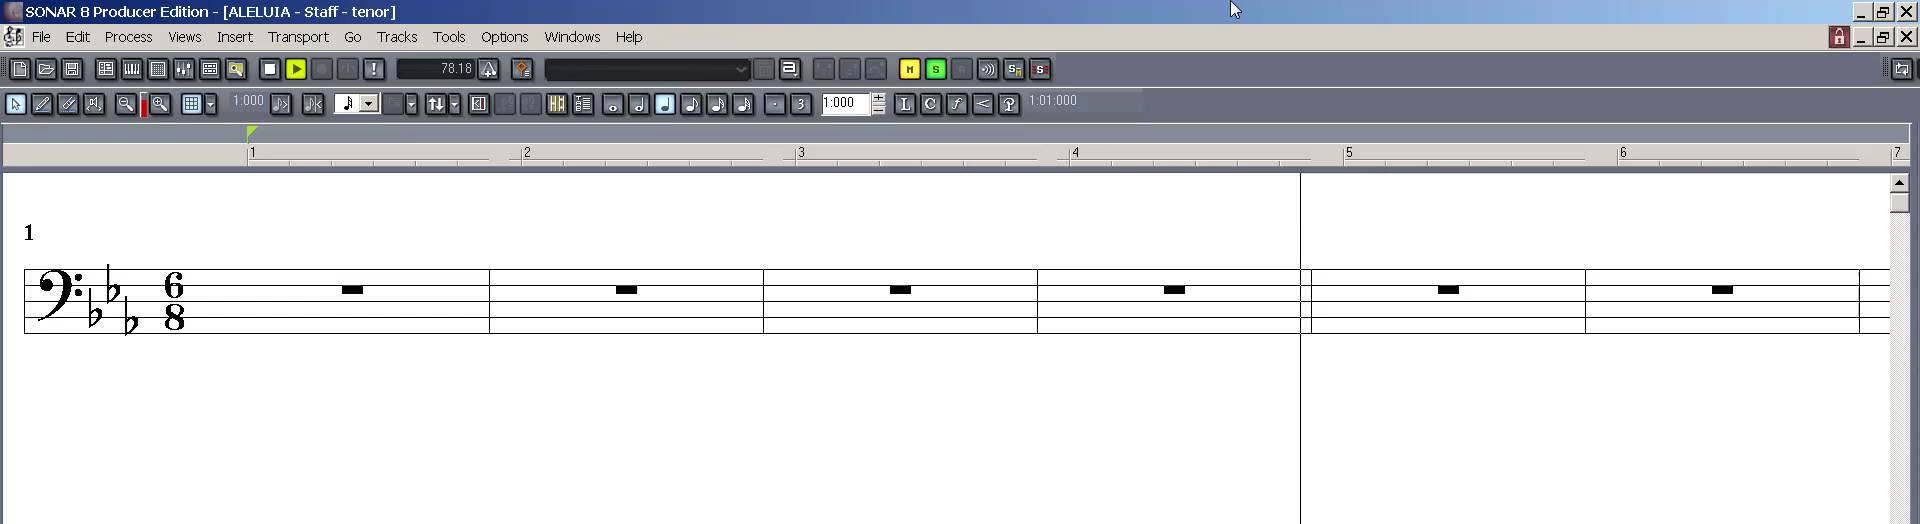 SONAR 8 Producer Edition - [ALELUIA - Staff - tenor]
File Edit Process Views Insert Transport Go Tracks Tools Options Windows Help
78.18 M S
1:000 3 1:000 L C f < P 1:01:000
1 2 3 4 5 6 7
1
6
8